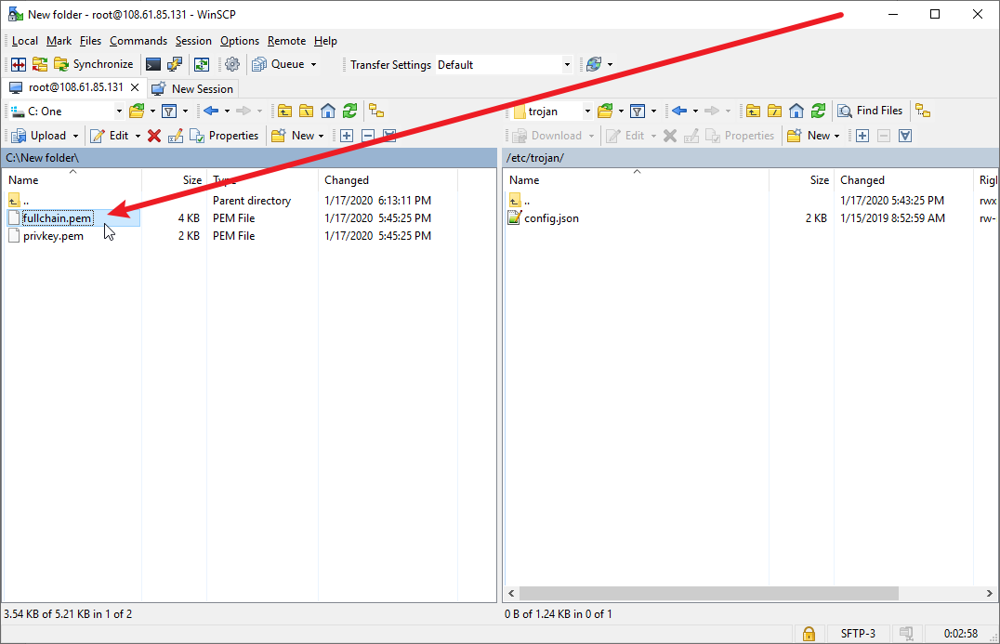 New folder - root@108.61.85.131 - WinSCP
Local Mark Files Commands Session Options Remote Help
Synchronize Queue Transfer Settings Default
root@108.61.85.131 New Session
C: One trojan Find Files
Upload Edit Properties New Download Edit Properties New
C:\New folder\ /etc/trojan/
Name Size Type Changed Name Size Changed Righ
.. Parent directory 1/17/2020 6:13:11 PM .. 1/17/2020 5:43:25 PM rwx
fullchain.pem 4 KB PEM File 1/17/2020 5:45:25 PM config.json 2 KB 1/15/2019 8:52:59 AM rw-
privkey.pem 2 KB PEM File 1/17/2020 5:45:25 PM
3.54 KB of 5.21 KB in 1 of 2 0 B of 1.24 KB in 0 of 1
SFTP-3 0:02:58